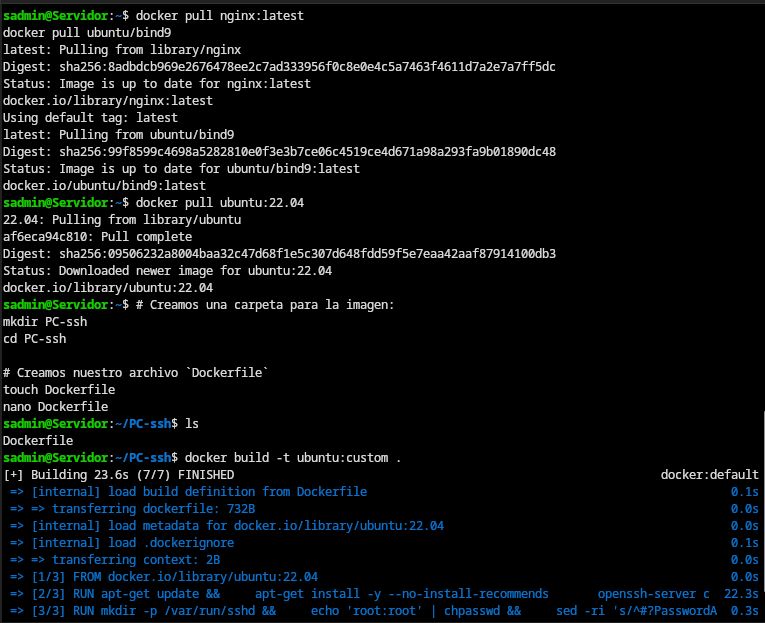 sadmin@Servidor:~$ docker pull nginx:latest
docker pull ubuntu/bind9
latest: Pulling from library/nginx
Digest: sha256:8adbdcb969e2676478ee2c7ad333956f0c8e0e4c5a7463f4611d7a2e7a7ff5dc
Status: Image is up to date for nginx:latest
docker.io/library/nginx:latest
Using default tag: latest
latest: Pulling from ubuntu/bind9
Digest: sha256:99f8599c4698a5282810e0f3e3b7ce06c4519ce4d671a98a293fa9b01890dc48
Status: Image is up to date for ubuntu/bind9:latest
docker.io/ubuntu/bind9:latest
sadmin@Servidor:~$ docker pull ubuntu:22.04
22.04: Pulling from library/ubuntu
af6eca94c810: Pull complete
Digest: sha256:09506232a8004baa32c47d68f1e5c307d648fdd59f5e7eaa42aaf87914100db3
Status: Downloaded newer image for ubuntu:22.04
docker.io/library/ubuntu:22.04
sadmin@Servidor:~$ # Creamos una carpeta para la imagen:
mkdir PC-ssh
cd PC-ssh
# Creamos nuestro archivo `Dockerfile`
touch Dockerfile
nano Dockerfile
sadmin@Servidor:~/PC-ssh$ ls
Dockerfile
sadmin@Servidor:~/PC-ssh$ docker build -t ubuntu:custom .
[+] Building 23.6s (7/7) FINISHED docker:default
=> [internal] load build definition from Dockerfile 0.1s
=> => transferring dockerfile: 732B 0.0s
=> [internal] load metadata for docker.io/library/ubuntu:22.04 0.0s
=> [internal] load .dockerignore 0.1s
=> => transferring context: 2B 0.0s
=> [1/3] FROM docker.io/library/ubuntu:22.04 0.0s
=> [2/3] RUN apt-get update && apt-get install -y --no-install-recommends openssh-server c 22.3s
=> [3/3] RUN mkdir -p /var/run/sshd && echo 'root:root' | chpasswd && sed -ri 's/^#?PasswordA 0.3s